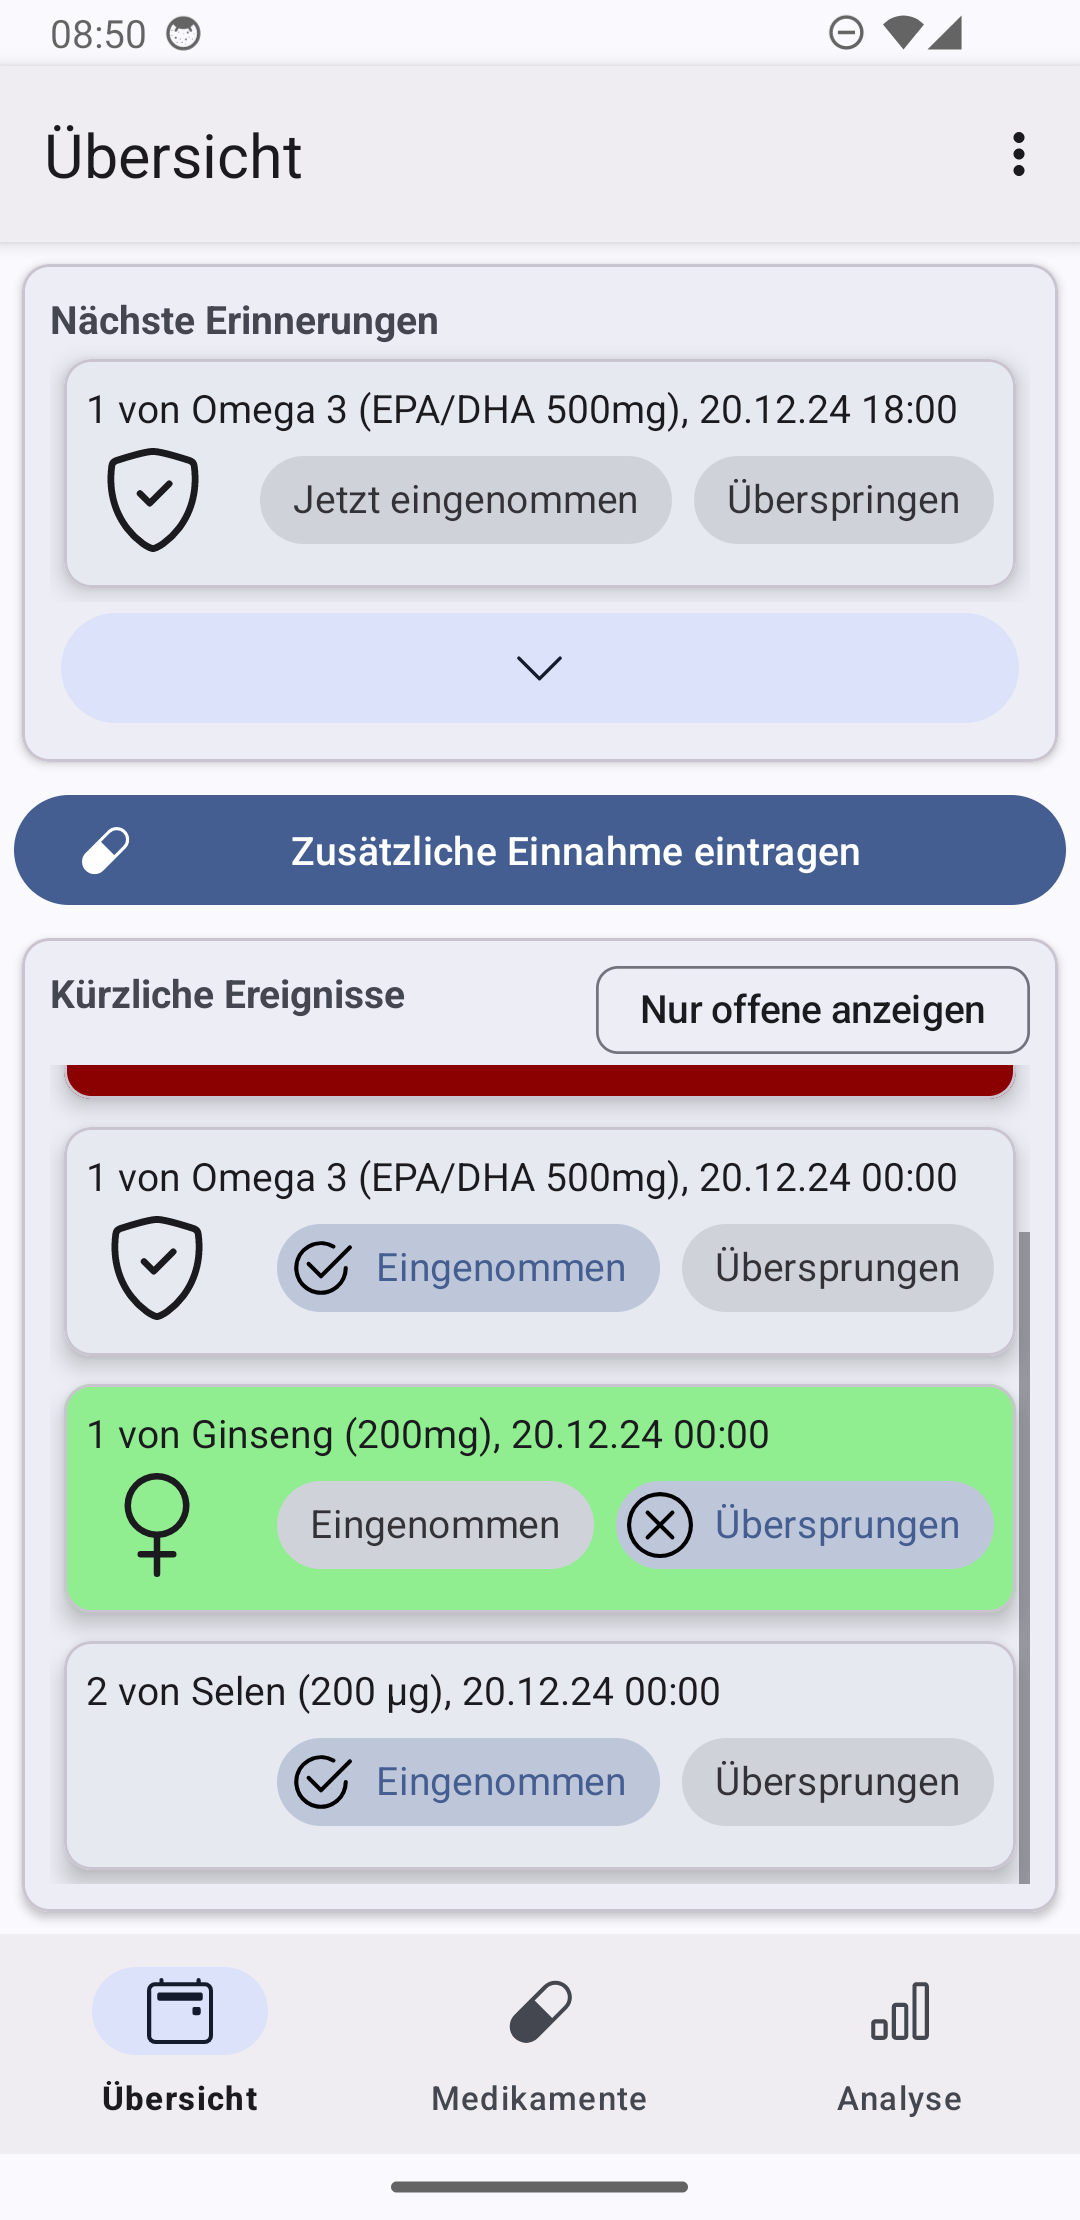 08:50
Übersicht
Nächste Erinnerungen
1 von Omega 3 (EPA/DHA 500mg), 20.12.24 18:00
Jetzt eingenommen
Überspringen
Zusätzliche Einnahme eintragen
Kürzliche Ereignisse
Nur offene anzeigen
1 von Omega 3 (EPA/DHA 500mg), 20.12.24 00:00
Eingenommen
Übersprungen
1 von Ginseng (200mg), 20.12.24 00:00
Eingenommen
Übersprungen
2 von Selen (200 µg), 20.12.24 00:00
Eingenommen
Übersprungen
Übersicht
Medikamente
Analyse